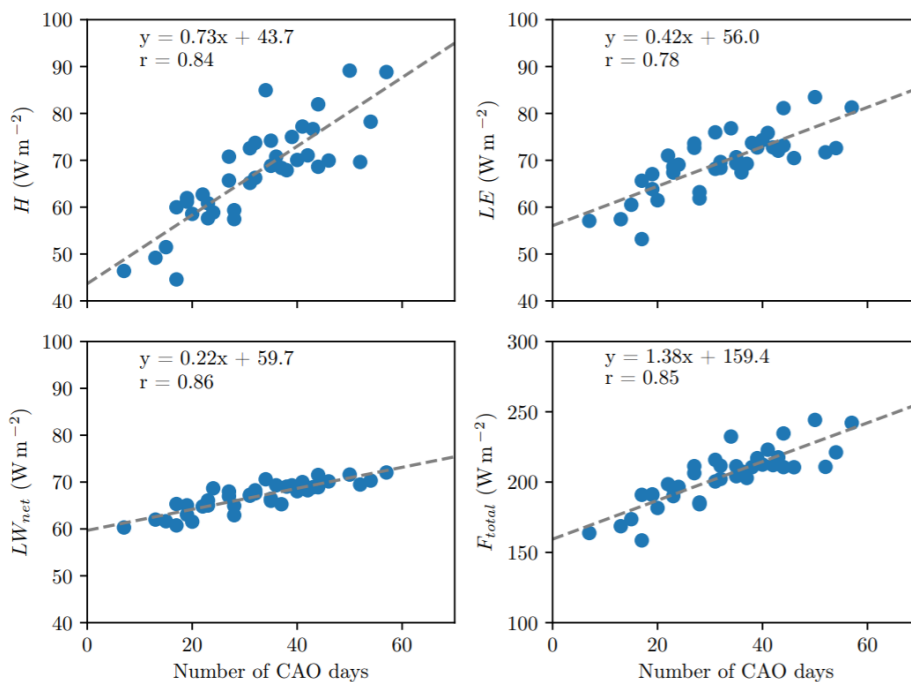 y = 0.73x + 43.7
r = 0.84
100
90
80
70
60
50
40
H (W m−2)
y = 0.42x + 56.0
r = 0.78
100
90
80
70
60
50
40
LE (W m−2)
y = 0.22x + 59.7
r = 0.86
100
90
80
70
60
50
40
LWnet (W m−2)
0 20 40 60
Number of CAO days
y = 1.38x + 159.4
r = 0.85
300
250
200
150
100
Ftotal (W m−2)
0 20 40 60
Number of CAO days